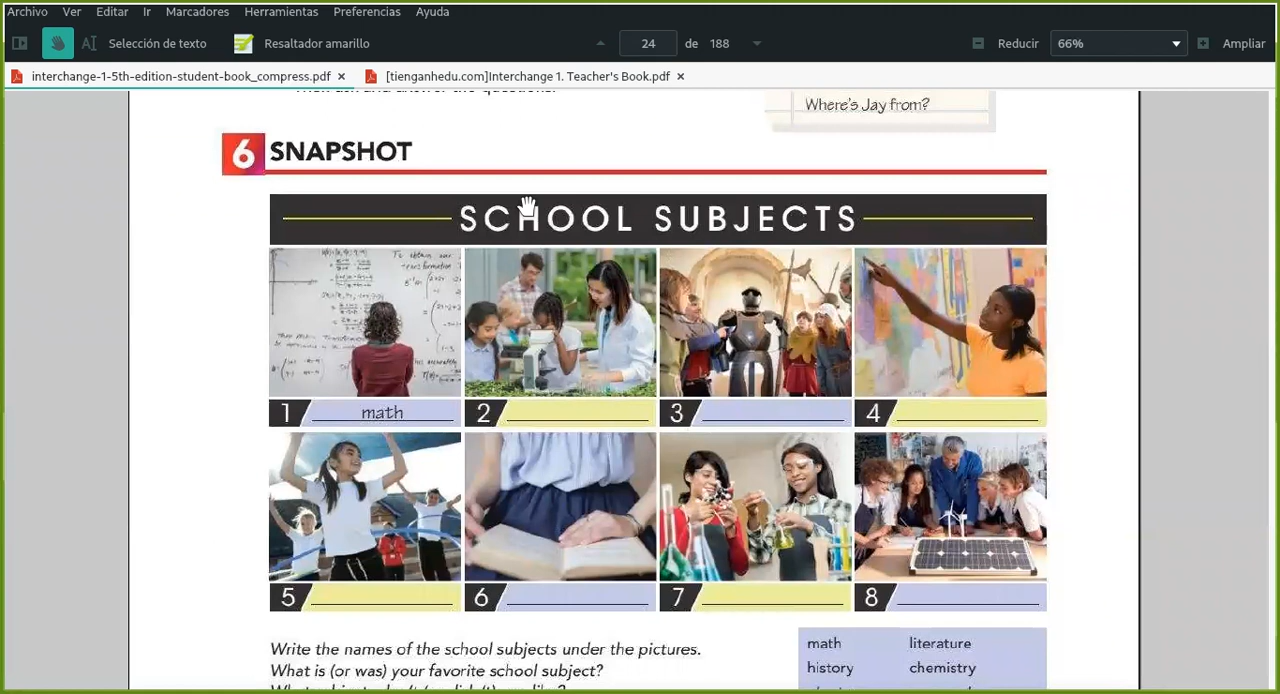 Archivo Ver Editar Ir Marcadores Herramientas Preferencias Ayuda
Selección de texto Resaltador amarillo 24 de 188 Reducir 66% Ampliar
interchange-1-5th-edition-student-book_compress.pdf [tienganhedu.com]Interchange 1. Teacher's Book.pdf
Where's Jay from?
6 SNAPSHOT
SCHOOL SUBJECTS
1 math 2 3 4
5 6 7 8
Write the names of the school subjects under the pictures.
What is (or was) your favorite school subject?
math literature
history chemistry